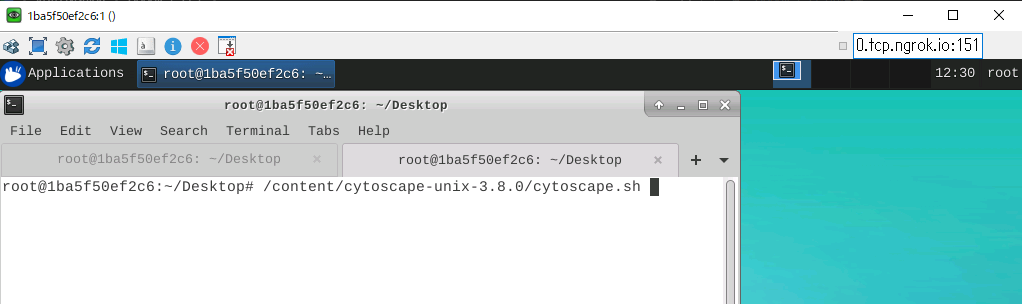 1ba5f50ef2c6:1 ()
0.tcp.ngrok.io:151
Applications
root@1ba5f50ef2c6: ~…
12:30
root
root@1ba5f50ef2c6: ~/Desktop
File Edit View Search Terminal Tabs Help
root@1ba5f50ef2c6: ~/Desktop
root@1ba5f50ef2c6: ~/Desktop
root@1ba5f50ef2c6:~/Desktop# /content/cytoscape-unix-3.8.0/cytoscape.sh